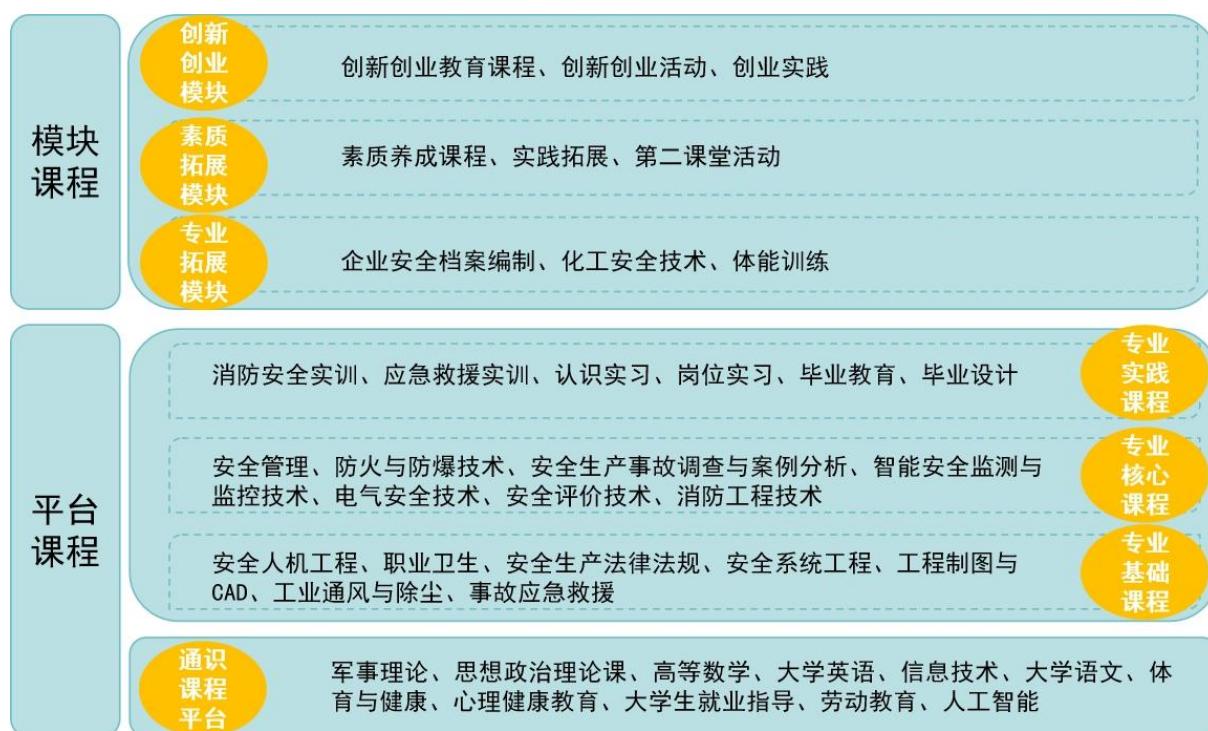 模块
课程
创新
创业
模块
创新创业教育课程、创新创业活动、创业实践
素质
拓展
模块
素质养成课程、实践拓展、第二课堂活动
专业
拓展
模块
企业安全档案编制、化工安全技术、体能训练
平台
课程
消防安全实训、应急救援实训、认识实习、岗位实习、毕业教育、毕业设计
专业
实践
课程
安全管理、防火与防爆技术、安全生产事故调查与案例分析、智能安全监测与
监控技术、电气安全技术、安全评价技术、消防工程技术
专业
核心
课程
安全人机工程、职业卫生、安全生产法律法规、安全系统工程、工程制图与
CAD、工业通风与除尘、事故应急救援
专业
基础
课程
通识
课程
平台
军事理论、思想政治理论课、高等数学、大学英语、信息技术、大学语文、体
育与健康、心理健康教育、大学生就业指导、劳动教育、人工智能